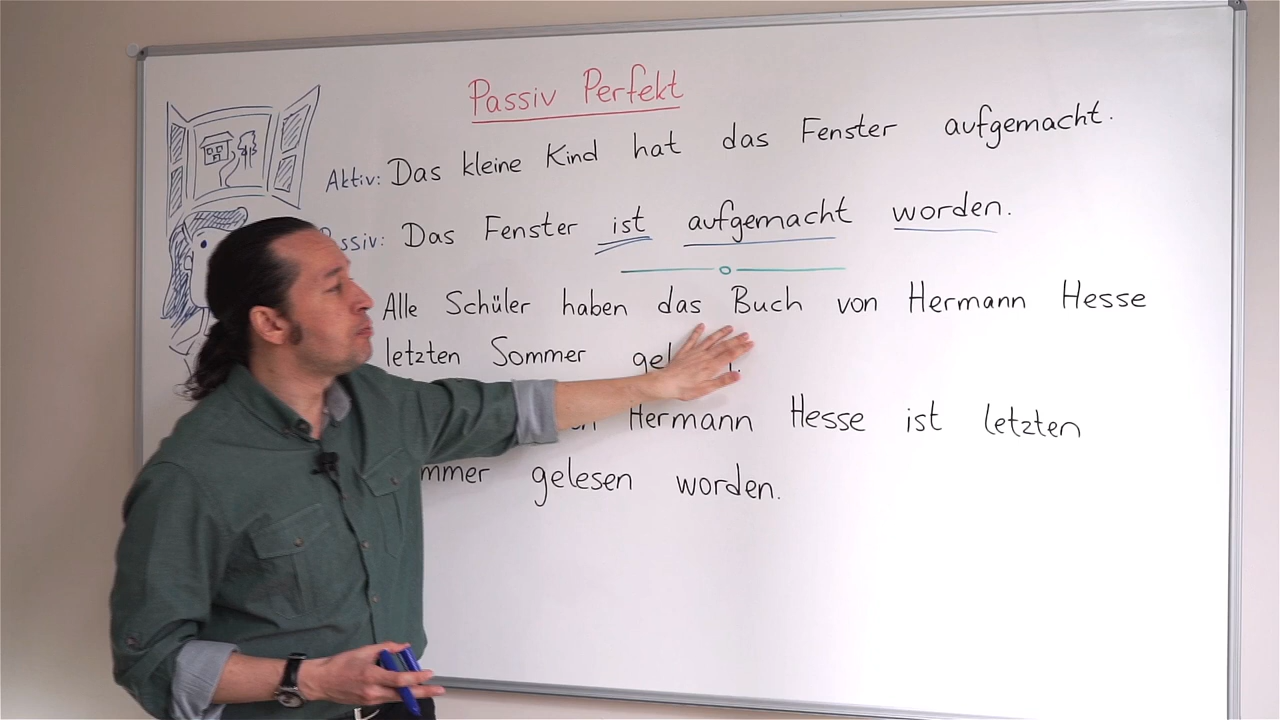 Passiv Perfekt
Aktiv: Das kleine Kind hat das Fenster aufgemacht.
Das Fenster ist aufgemacht worden.
Alle Schüler haben das Buch von Hermann Hesse
letzten Sommer
Hermann Hesse ist letzten
gelesen worden.